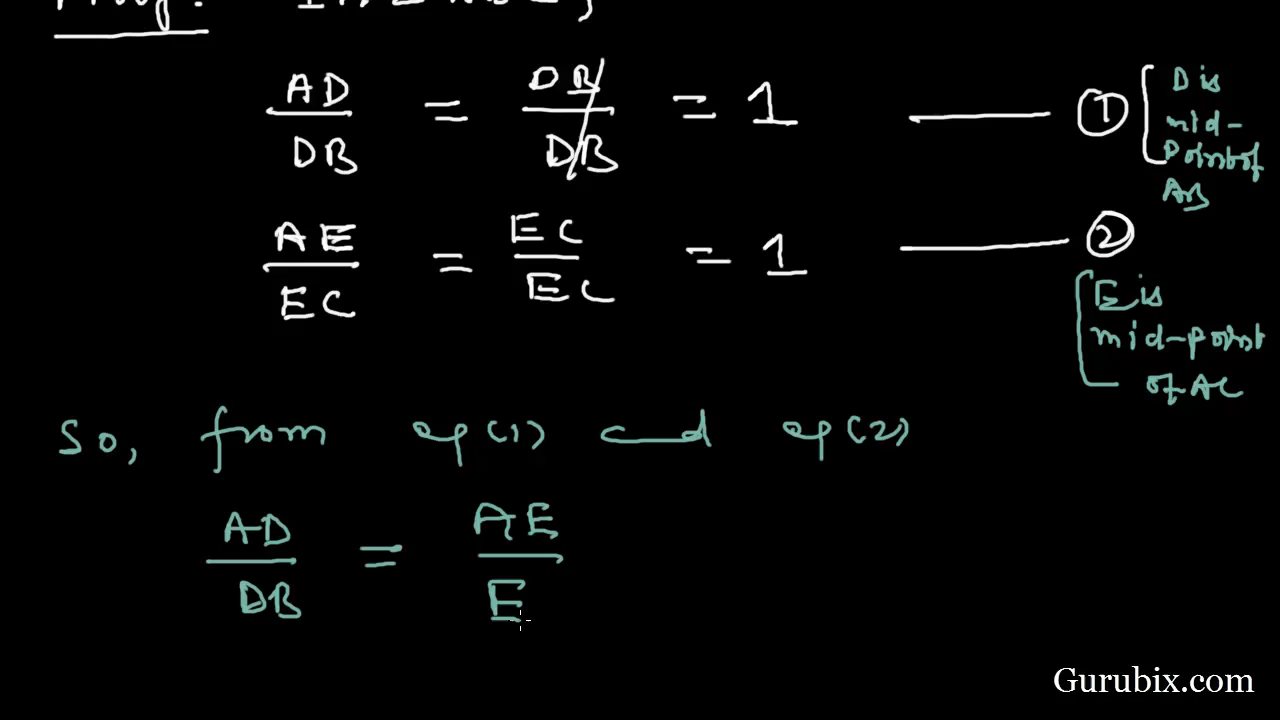 AD/DB = DB/DB = 1 —— ① [D is mid-point of AB
AE/EC = EC/EC = 1 —— ② [E is mid-point of AC
So, from eq(1) and eq(2)
AD/DB = AE/E
Gurubix.com